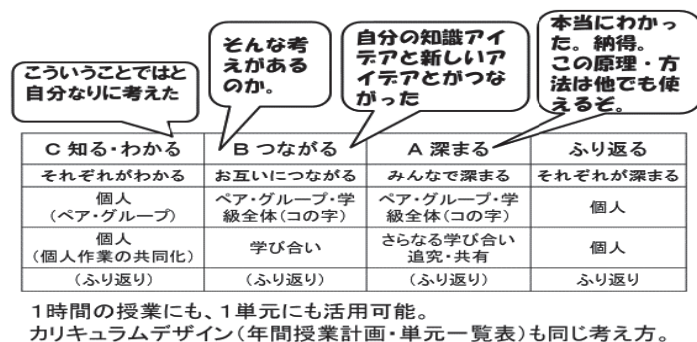 こういうことではと
自分なりに考えた
そんな考
えがある
のか。
自分の知識アイ
デアと新しいアイ
デアとがつな
がった
本当にわかっ
た。納得。
この原理・方
法は他でも使
えるぞ。
C 知る・わかる
B つながる
A 深まる
ふり返る
それぞれがわかる
お互いにつながる
みんなで深まる
それぞれが深まる
個人
(ペア・グループ)
ペア・グループ・学
級全体(コの字)
ペア・グループ・学
級全体(コの字)
個人
個人
(個人作業の共同化)
学び合い
さらなる学び合い
追究・共有
個人
(ふり返り)
(ふり返り)
(ふり返り)
ふり返り
1時間の授業にも、1単元にも活用可能。
カリキュラムデザイン(年間授業計画・単元一覧表)も同じ考え方。